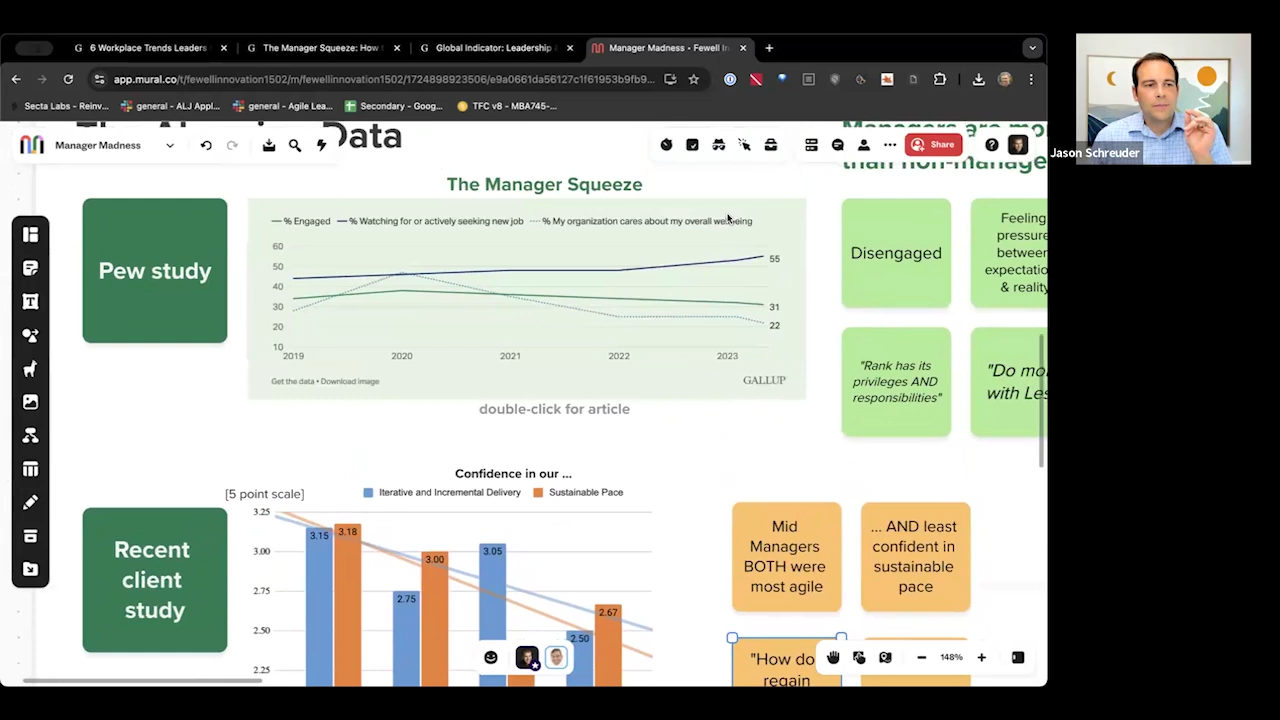 6 Workplace Trends Leaders
The Manager Squeeze: How
Global Indicator: Leadership
Manager Madness - Fewell In
app.mural.co/t/fewellinnovation1502/m/fewellinnovation1502/1724898923506/e9a0661da56127c1f61953b9fb9...
Secta Labs - Reinv...
general - ALJ Appl...
general - Agile Lea...
Secondary - Goog...
TFC v8 - MBA745-...
Data
Managers are mo
than non-manage
Manager Madness
Share
Jason Schreuder
The Manager Squeeze
Pew study
% Engaged
% Watching for or actively seeking new job
% My organization cares about my overall wellbeing
60
50
40
30
20
10
55
31
22
2019
2020
2021
2022
2023
Get the data • Download image
GALLUP
double-click for article
Disengaged
Feeling
pressure
between
expectatio
& reality
"Rank has its
privileges AND
responsibilities"
"Do mo
with Les
Confidence in our ...
[5 point scale]
Iterative and Incremental Delivery
Sustainable Pace
Recent
client
study
3.25
3.00
2.75
2.50
2.25
3.15
3.18
2.75
3.00
3.05
2.50
2.67
Mid
Managers
BOTH were
most agile
... AND least
confident in
sustainable
pace
"How do
regain
148%